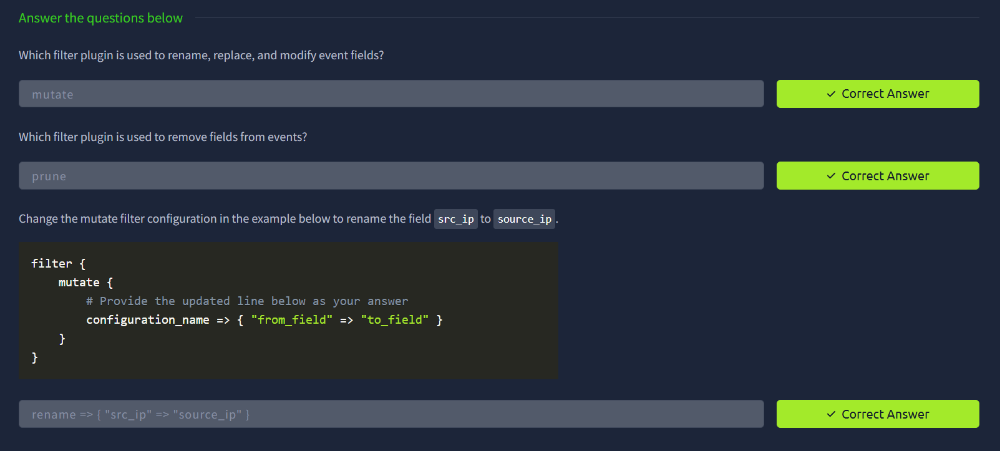 Answer the questions below
Which filter plugin is used to rename, replace, and modify event fields?
mutate
✓ Correct Answer
Which filter plugin is used to remove fields from events?
prune
✓ Correct Answer
Change the mutate filter configuration in the example below to rename the field src_ip to source_ip.
filter {
    mutate {
        # Provide the updated line below as your answer
        configuration_name => { "from_field" => "to_field" }
    }
}
rename => { "src_ip" => "source_ip" }
✓ Correct Answer